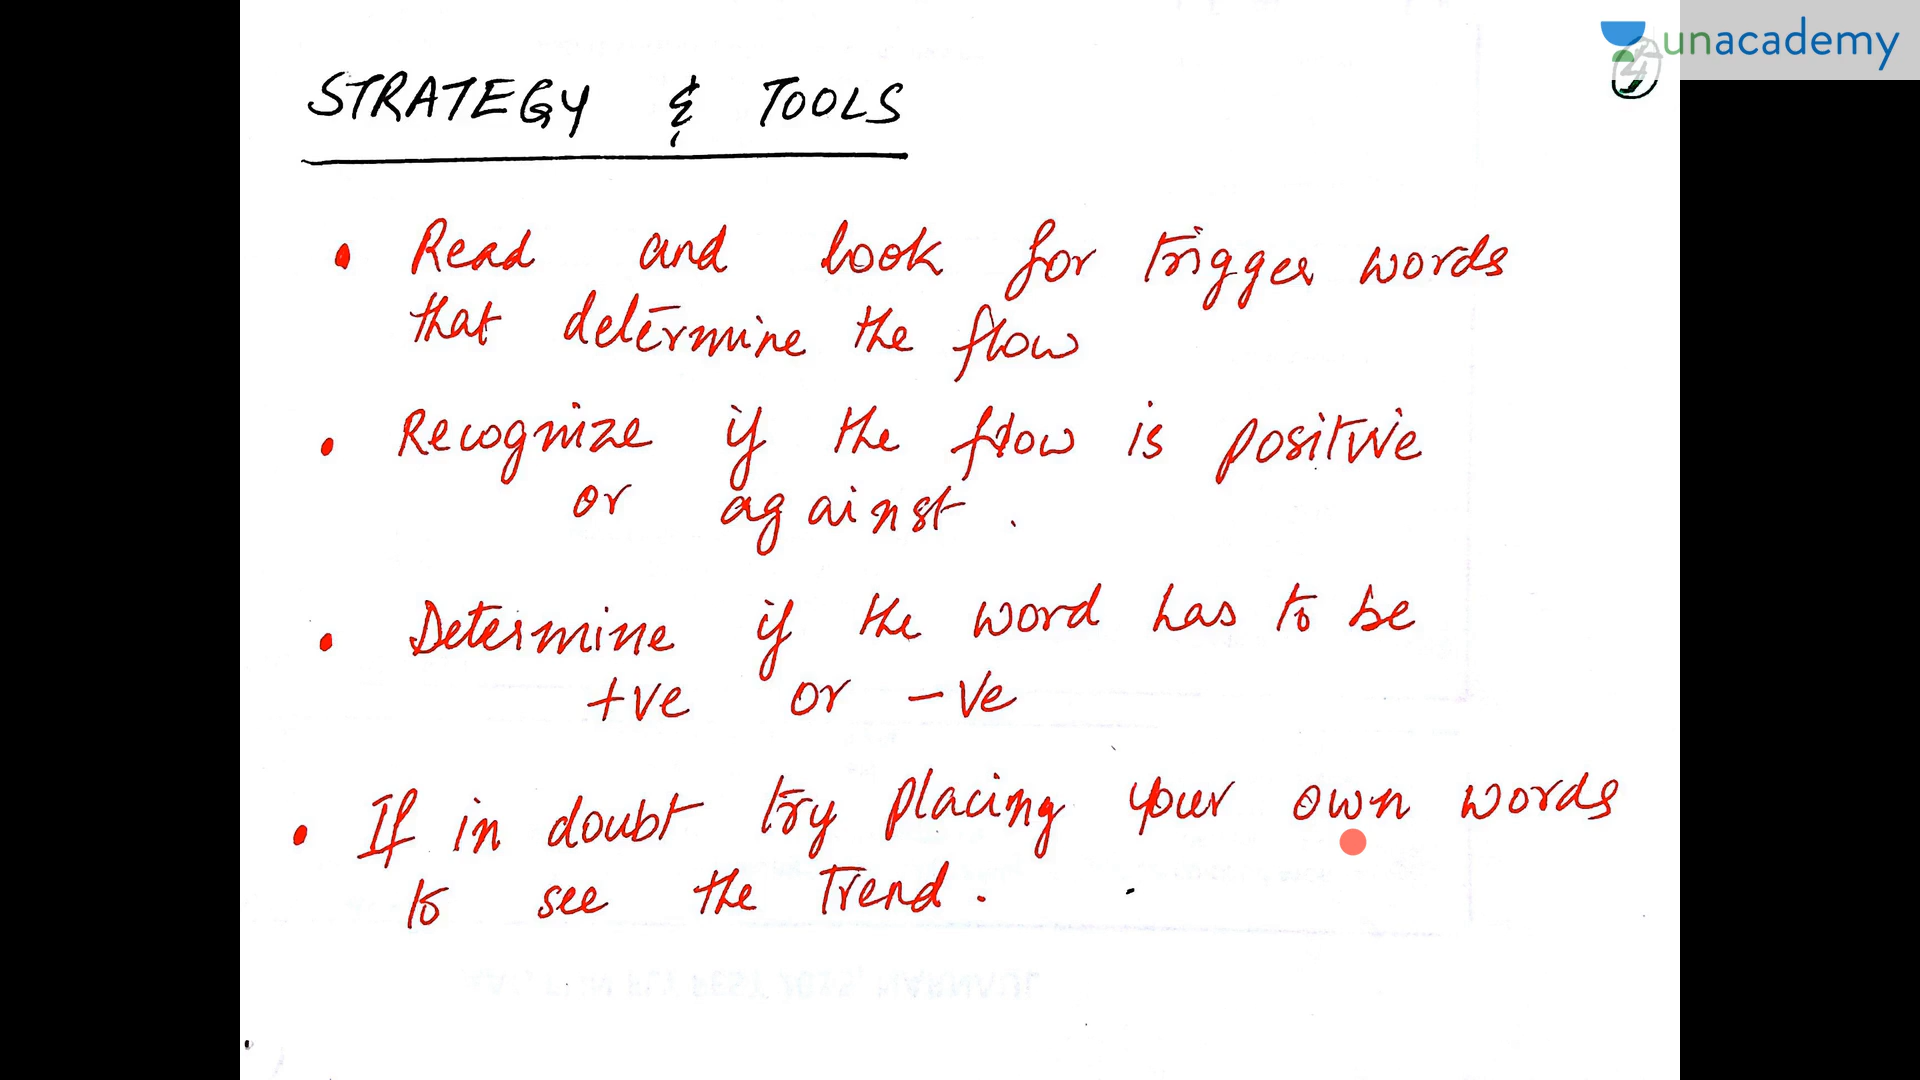 unacademy
4
STRATEGY & TOOLS
• Read and look for trigger words
that determine the flow
• Recognize if the flow is positive
or against.
• Determine if the word has to be
+ve or -ve
• If in doubt try placing your own words
to see the Trend.